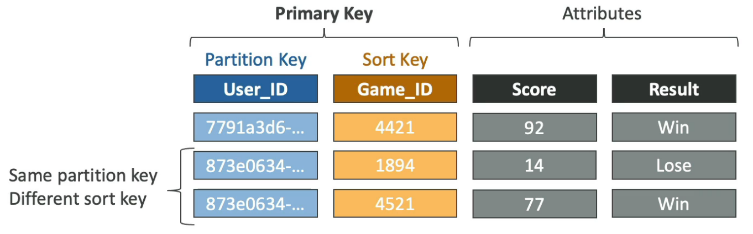 Primary Key Attributes
Partition Key Sort Key
User_ID Game_ID Score Result
7791a3d6-... 4421 92 Win
873e0634-... 1894 14 Lose
873e0634-... 4521 77 Win
Same partition key
Different sort key